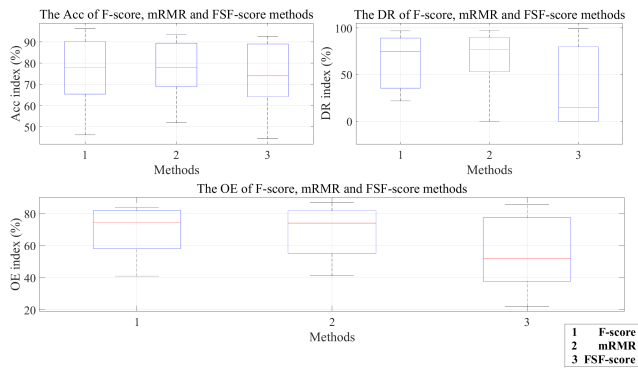 The Acc of F-score, mRMR and FSF-score methods
Acc index (%)
90
80
70
60
50
1 2 3
Methods
The DR of F-score, mRMR and FSF-score methods
DR index (%)
100
50
0
1 2 3
Methods
The OE of F-score, mRMR and FSF-score methods
OE index (%)
80
60
40
20
1 2 3
Methods
1 F-score
2 mRMR
3 FSF-score